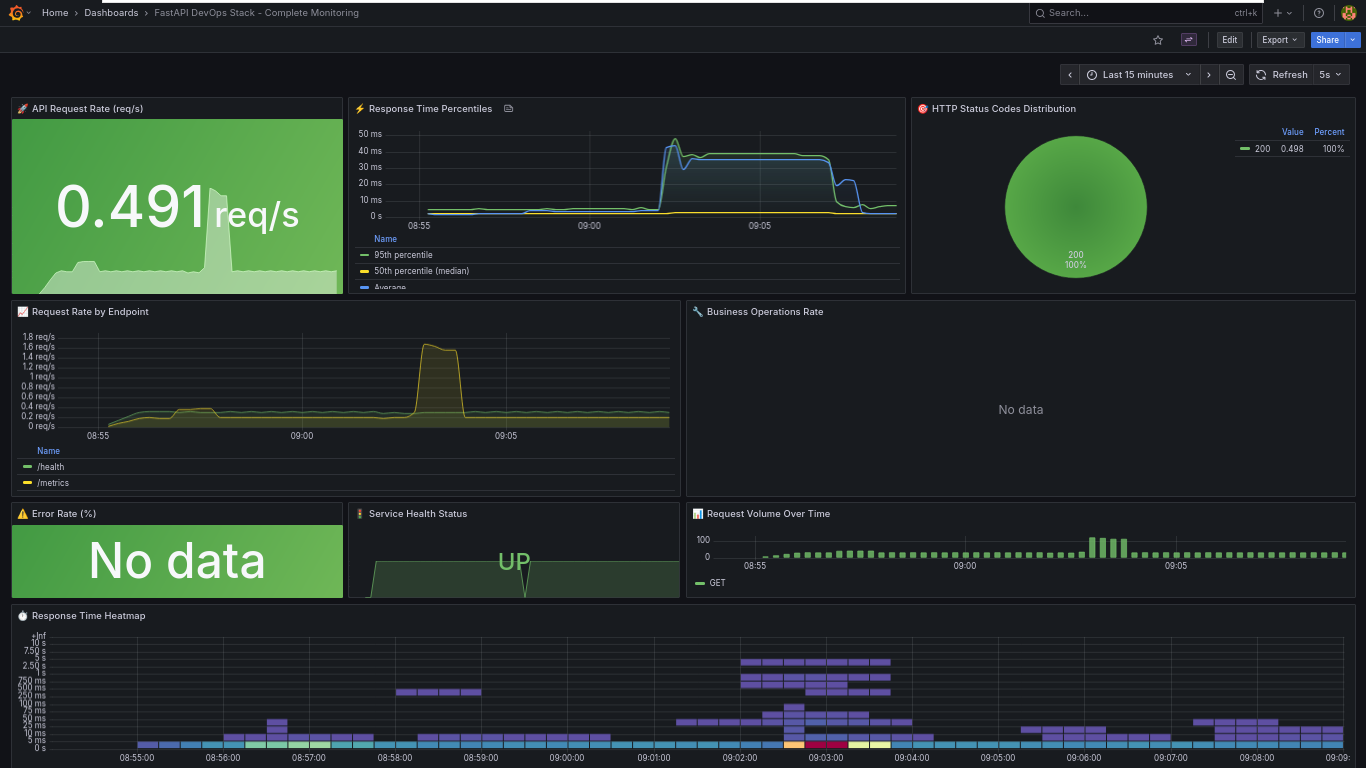 Home › Dashboards › FastAPI DevOps Stack - Complete Monitoring
Search...
ctrl+k
Edit
Export
Share
Last 15 minutes
Refresh
5s
API Request Rate (req/s)
0.491 req/s
Response Time Percentiles
50 ms
40 ms
30 ms
20 ms
10 ms
0 s
08:55
09:00
09:05
Name
95th percentile
50th percentile (median)
Average
HTTP Status Codes Distribution
Value Percent
200 0.498 100%
200
100%
Request Rate by Endpoint
1.8 req/s
1.6 req/s
1.4 req/s
1.2 req/s
1 req/s
0.8 req/s
0.6 req/s
0.4 req/s
0.2 req/s
0 req/s
08:55
09:00
09:05
Name
/health
/metrics
Business Operations Rate
No data
Error Rate (%)
No data
Service Health Status
UP
Request Volume Over Time
100
0
08:55
09:00
09:05
GET
Response Time Heatmap
+Inf
10 s
7.50 s
5 s
2.50 s
1 s
750 ms
500 ms
250 ms
100 ms
75 ms
50 ms
25 ms
10 ms
5 ms
0 s
08:55:00
08:56:00
08:57:00
08:58:00
08:59:00
09:00:00
09:01:00
09:02:00
09:03:00
09:04:00
09:05:00
09:06:00
09:07:00
09:08:00
09:09: